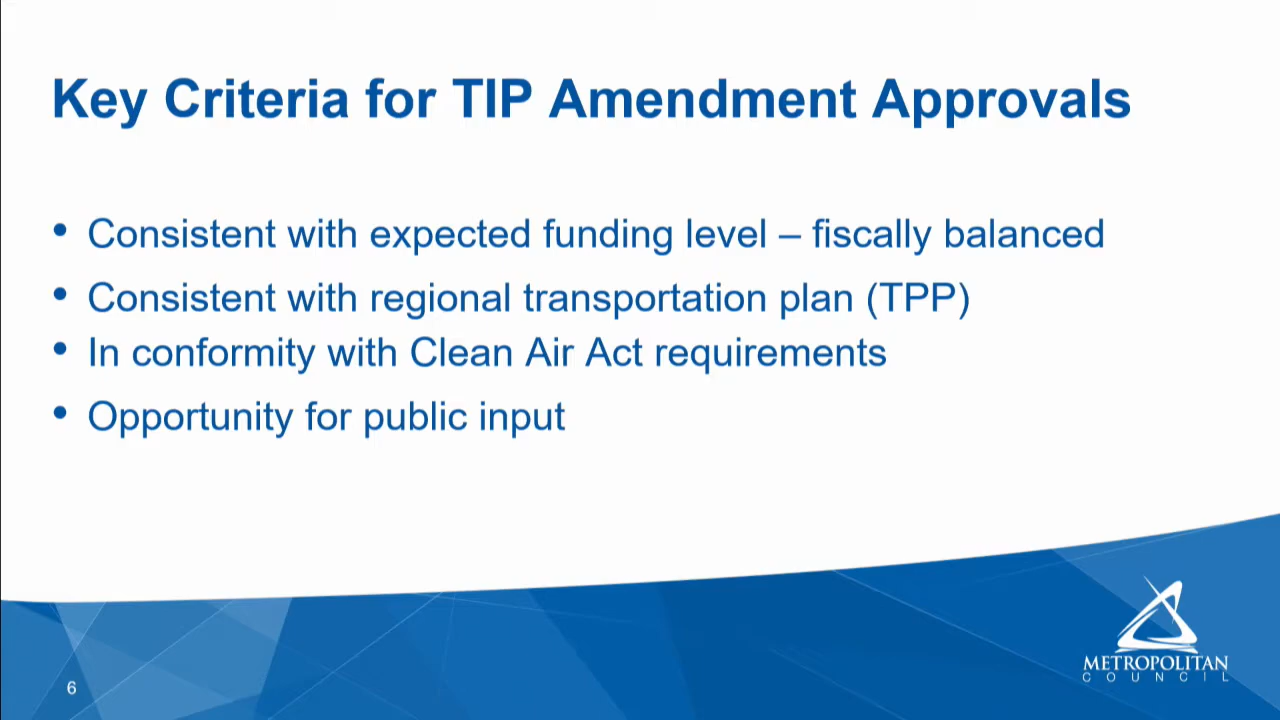 Key Criteria for TIP Amendment Approvals
• Consistent with expected funding level – fiscally balanced
• Consistent with regional transportation plan (TPP)
• In conformity with Clean Air Act requirements
• Opportunity for public input
6
METROPOLITAN
COUNCIL